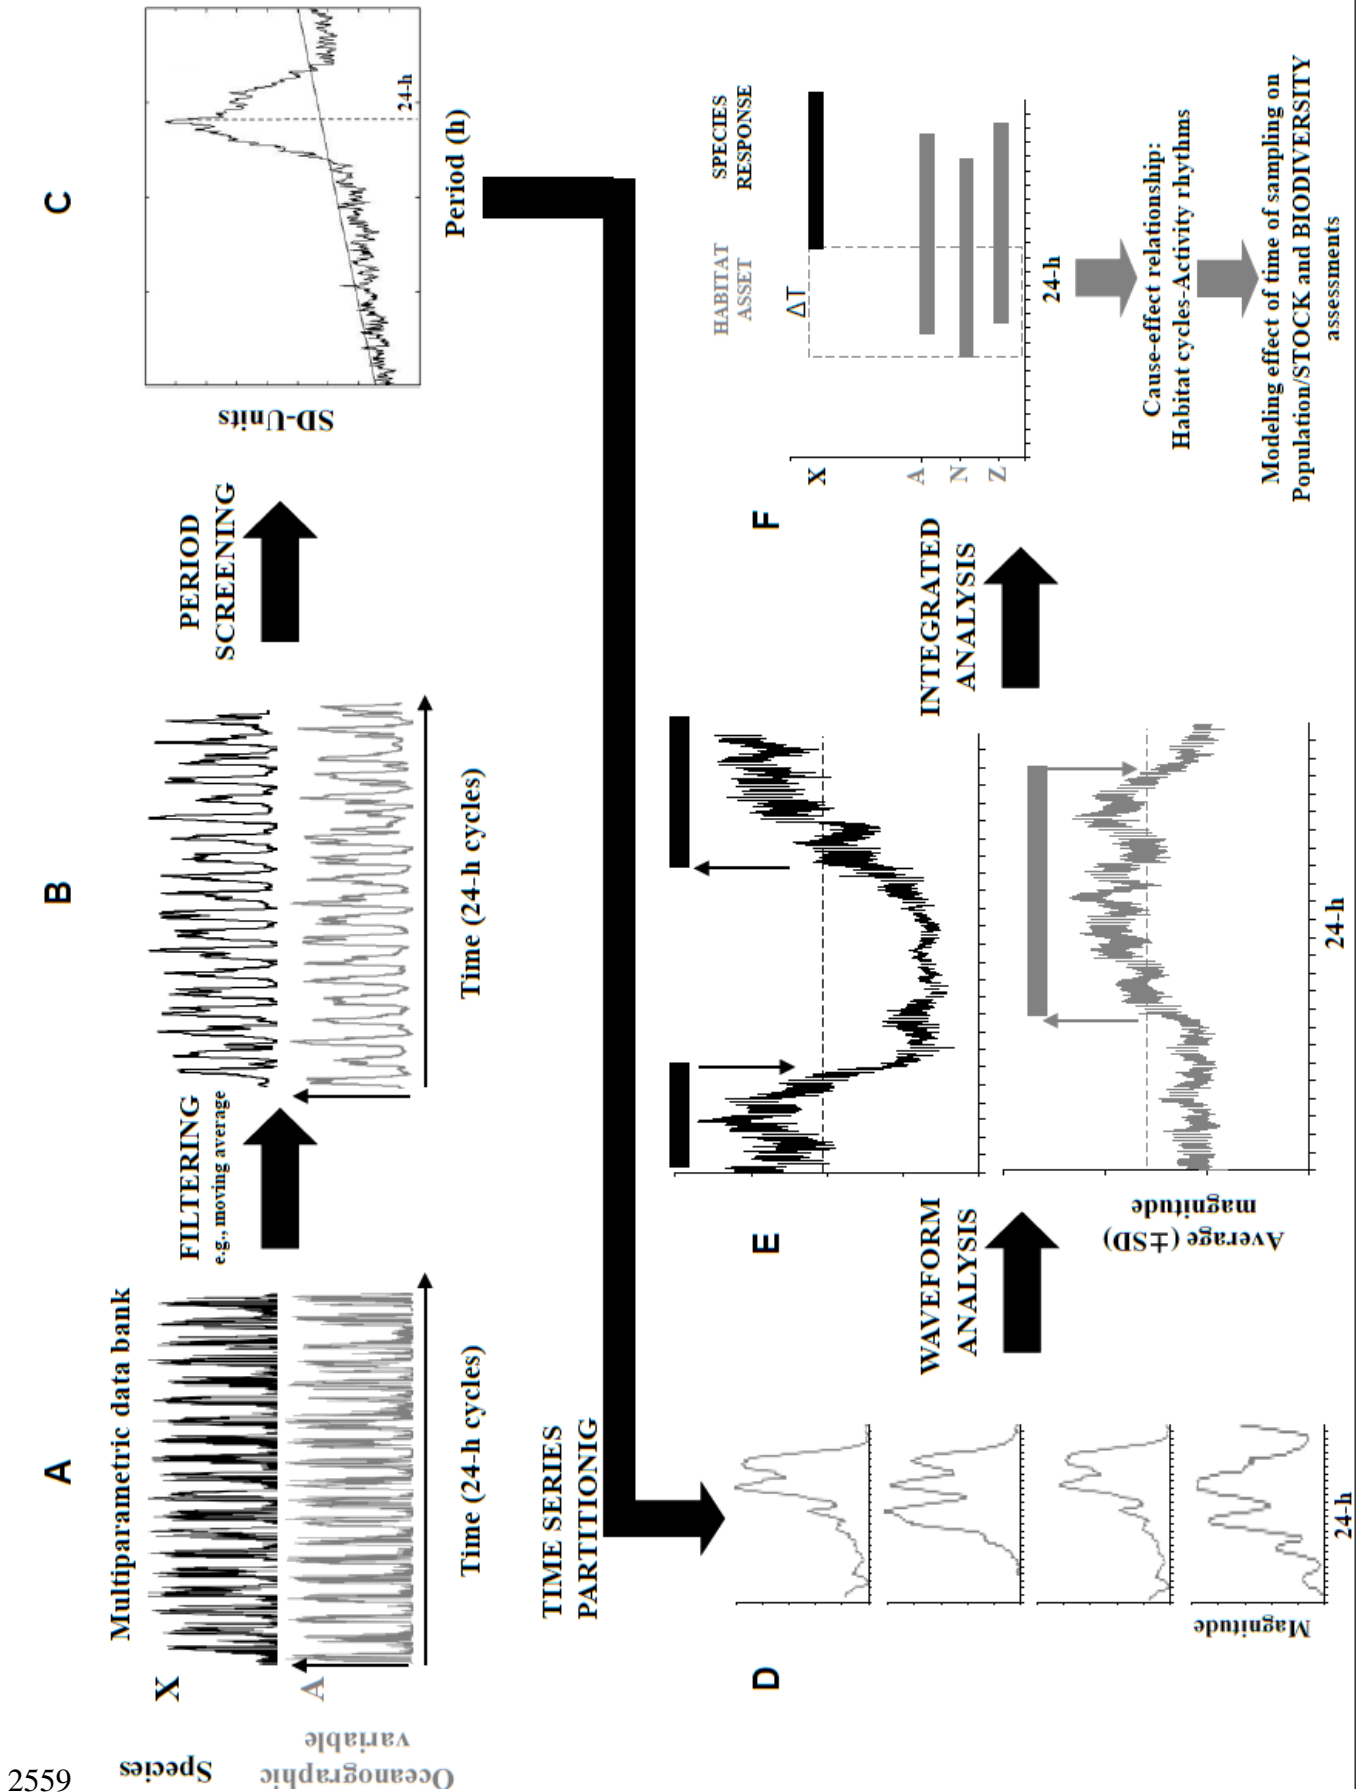 2559
A
Multiparametric data bank
X
Species
A
Oceanographic
variable
Time (24-h cycles)
FILTERING
e.g., moving average
B
Time (24-h cycles)
PERIOD
SCREENING
C
SD-Units
24-h
Period (h)
TIME SERIES
PARTITIONIG
D
Magnitude
24-h
WAVEFORM
ANALYSIS
E
Average (±SD)
magnitude
24-h
INTEGRATED
ANALYSIS
F
HABITAT
ASSET
SPECIES
RESPONSE
ΔT
X
A
N
Z
24-h
Cause-effect relationship:
Habitat cycles-Activity rhythms
Modeling effect of time of sampling on
Population/STOCK and BIODIVERSITY
assessments